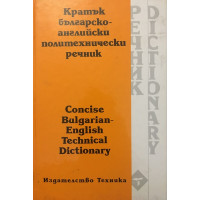 Кратък
българско-
английски
политехнически
речник
Concise
Bulgarian-
English
Technical
Dictionary
Издателство Техника
РЕЧНИК
DICTIONARY